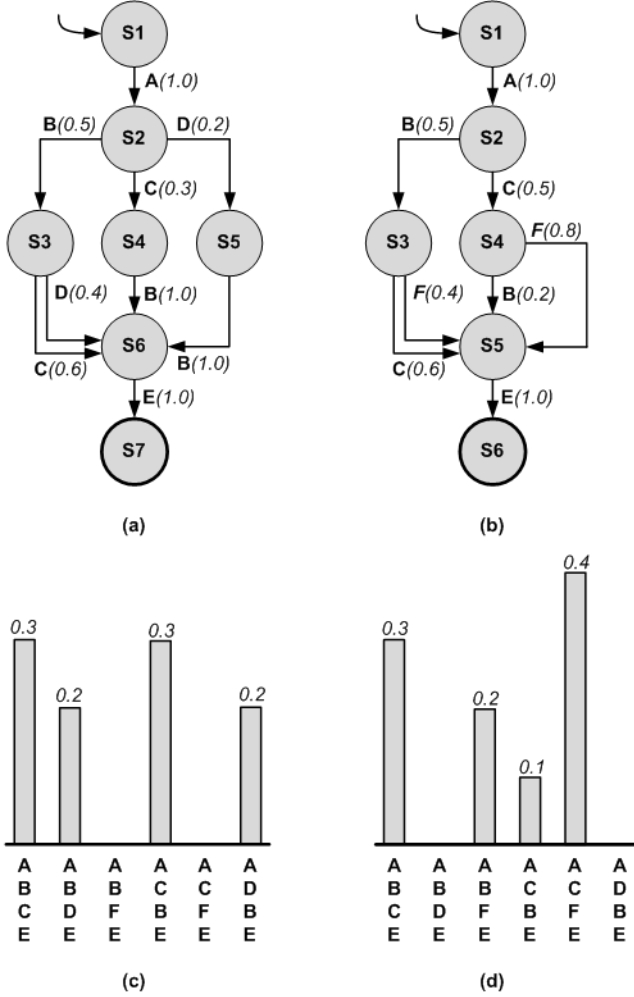 S1 S1
A(1.0) A(1.0)
B(0.5) S2 D(0.2) B(0.5) S2
C(0.3) C(0.5)
S3 S4 S5 S3 S4 F(0.8)
D(0.4) B(1.0) F(0.4) B(0.2)
S6 S5
C(0.6) B(1.0) C(0.6)
E(1.0) E(1.0)
S7 S6
(a) (b)
0.3 0.2 0.3 0.2 0.3 0.2 0.1 0.4
A A A A A A A A A A A A
B B B C C D B B B C C D
C D F B F B C D F B F B
E E E E E E E E E E E E
(c) (d)